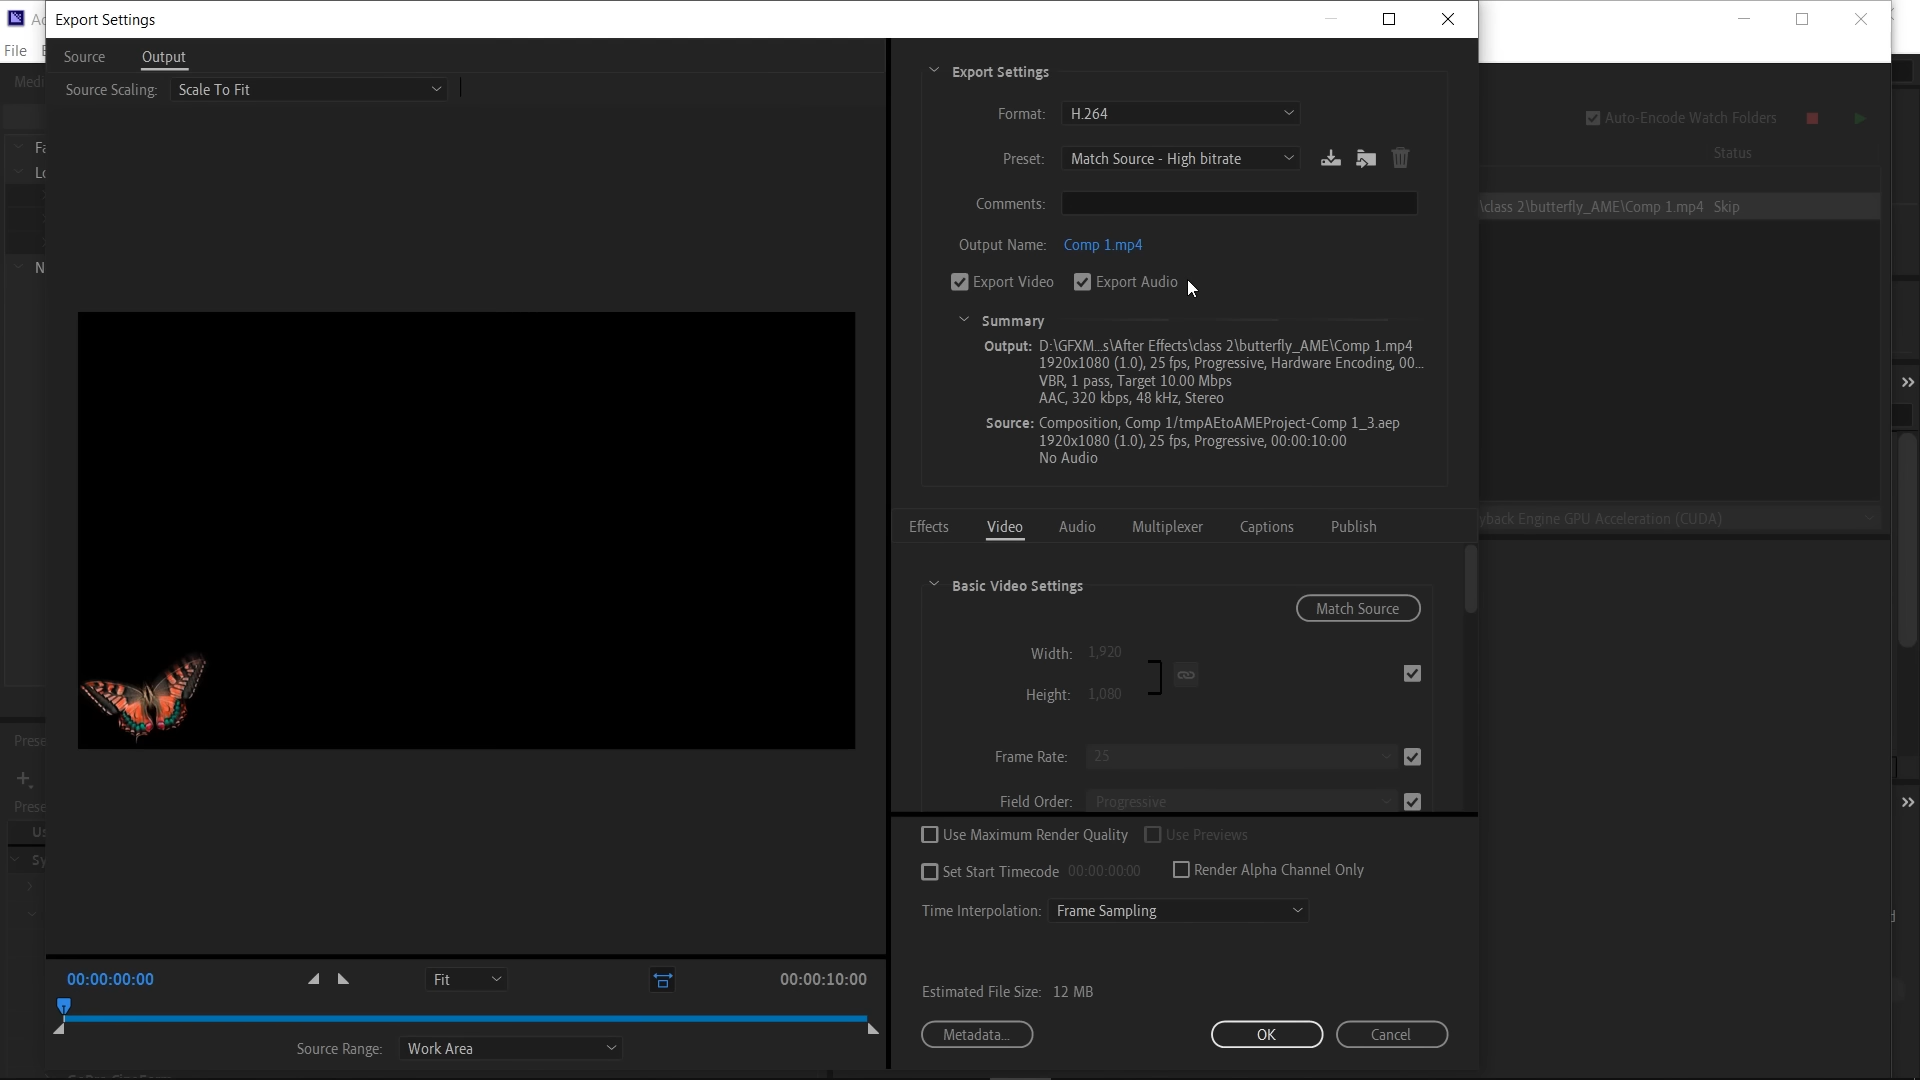 Export Settings
File
Source
Output
Source Scaling:
Scale To Fit
Export Settings
Format:
H.264
Preset:
Match Source - High bitrate
Comments:
Output Name:
Comp 1.mp4
Export Video
Export Audio
Summary
Output: D:\GFXM...s\After Effects\class 2\butterfly_AME\Comp 1.mp4
1920x1080 (1.0), 25 fps, Progressive, Hardware Encoding, 00...
VBR, 1 pass, Target 10.00 Mbps
AAC, 320 kbps, 48 kHz, Stereo
Source: Composition, Comp 1/tmpAEtoAMEProject-Comp 1_3.aep
1920x1080 (1.0), 25 fps, Progressive, 00:00:10:00
No Audio
Effects
Video
Audio
Multiplexer
Captions
Publish
Basic Video Settings
Match Source
Width: 1,920
Height: 1,080
Frame Rate: 25
Field Order: Progressive
Use Maximum Render Quality
Use Previews
Set Start Timecode 00:00:00:00
Render Alpha Channel Only
Time Interpolation: Frame Sampling
Estimated File Size: 12 MB
Metadata...
OK
Cancel
00:00:00:00
Fit
00:00:10:00
Source Range:
Work Area
Auto-Encode Watch Folders
Status
\class 2\butterfly_AME\Comp 1.mp4 Skip
yback Engine GPU Acceleration (CUDA)